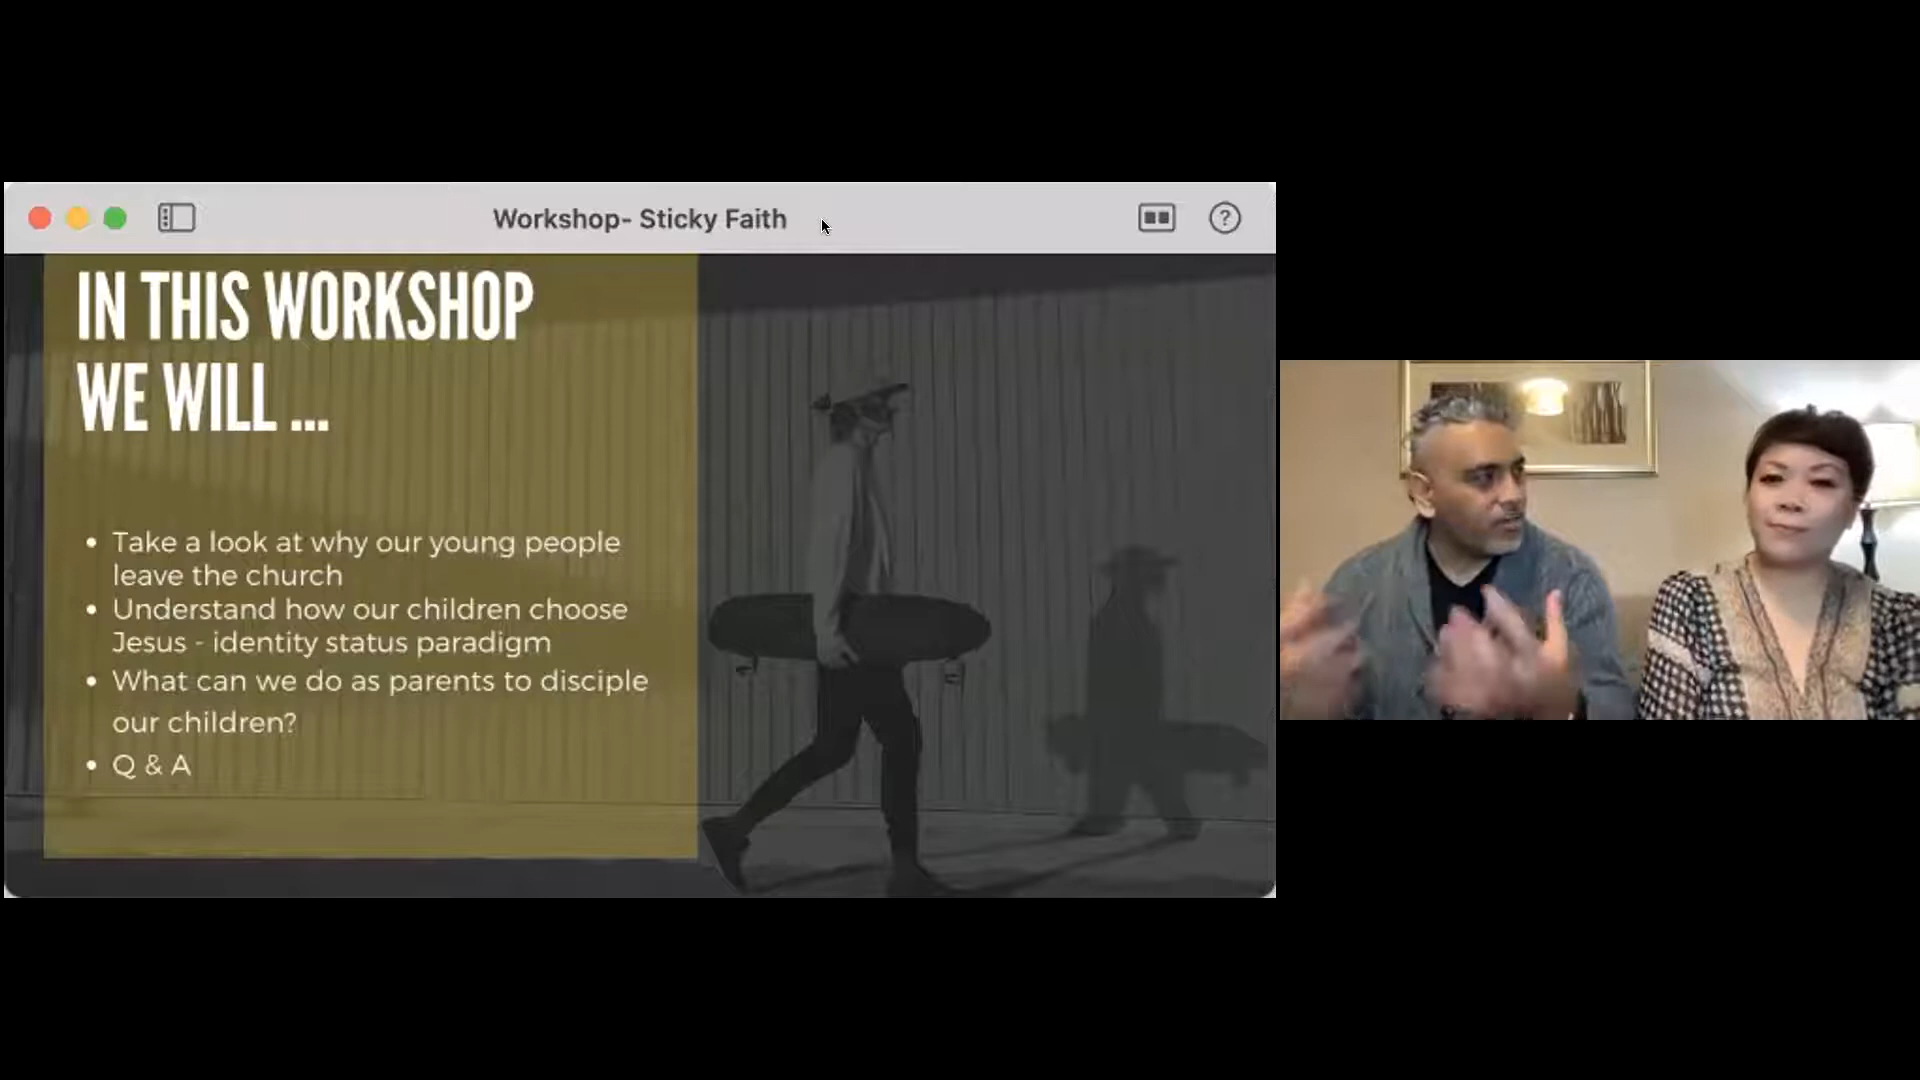 Workshop- Sticky Faith
IN THIS WORKSHOP
WE WILL ...
• Take a look at why our young people
leave the church
• Understand how our children choose
Jesus - identity status paradigm
• What can we do as parents to disciple
our children?
• Q & A